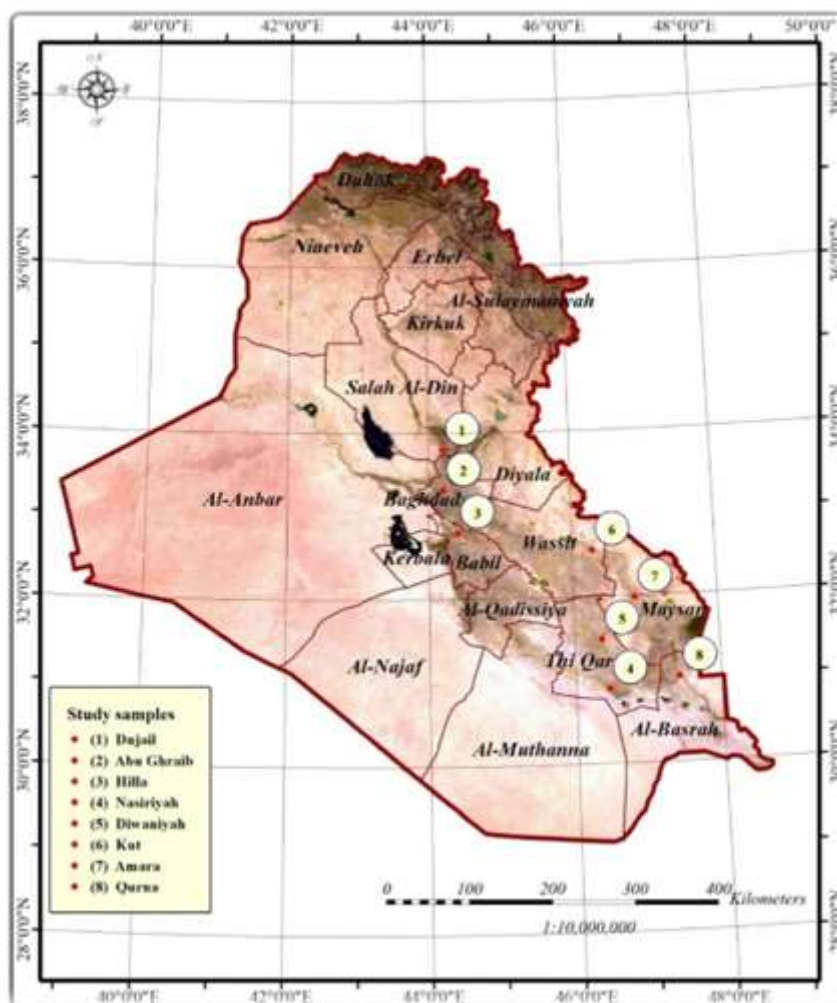 40°0'0"E 42°0'0"E 44°0'0"E 46°0'0"E 48°0'0"E 50°0'0"E
38°0'0"N
Duhok
Nineveh
Erbel
36°0'0"N
Al-Sulaymaniyah
Kirkuk
Salah Al-Din
34°0'0"N
1
2
Diyala
Al-Anbar
Baghdad
3
6
Wassit
Kerbala
Babil
7
32°0'0"N
Al-Qadissiya
5
Maysan
8
Al-Najaf
Thi Qar
4
Al-Basrah
Al-Muthanna
30°0'0"N
Study samples
(1) Dujail
(2) Abu Ghraib
(3) Hilla
(4) Nasiriyah
(5) Diwaniyah
(6) Kut
(7) Amara
(8) Qurna
0 100 200 300 400
Kilometers
1:10,000,000
28°0'0"N
40°0'0"E 42°0'0"E 44°0'0"E 46°0'0"E 48°0'0"E